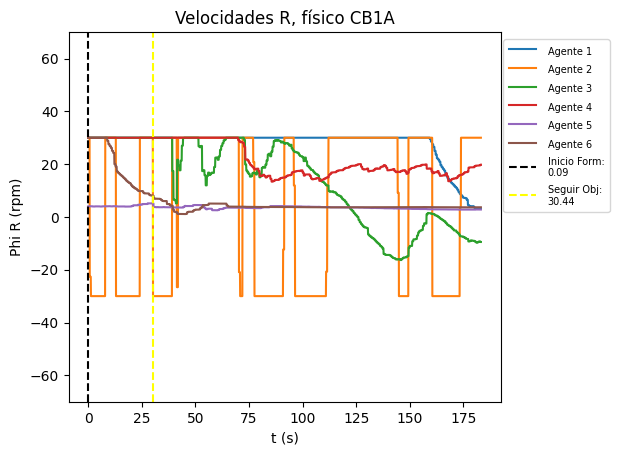 Velocidades R, físico CB1A
Agente 1
Agente 2
Agente 3
Agente 4
Agente 5
Agente 6
Inicio Form:
0.09
Seguir Obj:
30.44
Phi R (rpm)
60
40
20
0
−20
−40
−60
0
25
50
75
100
125
150
175
t (s)